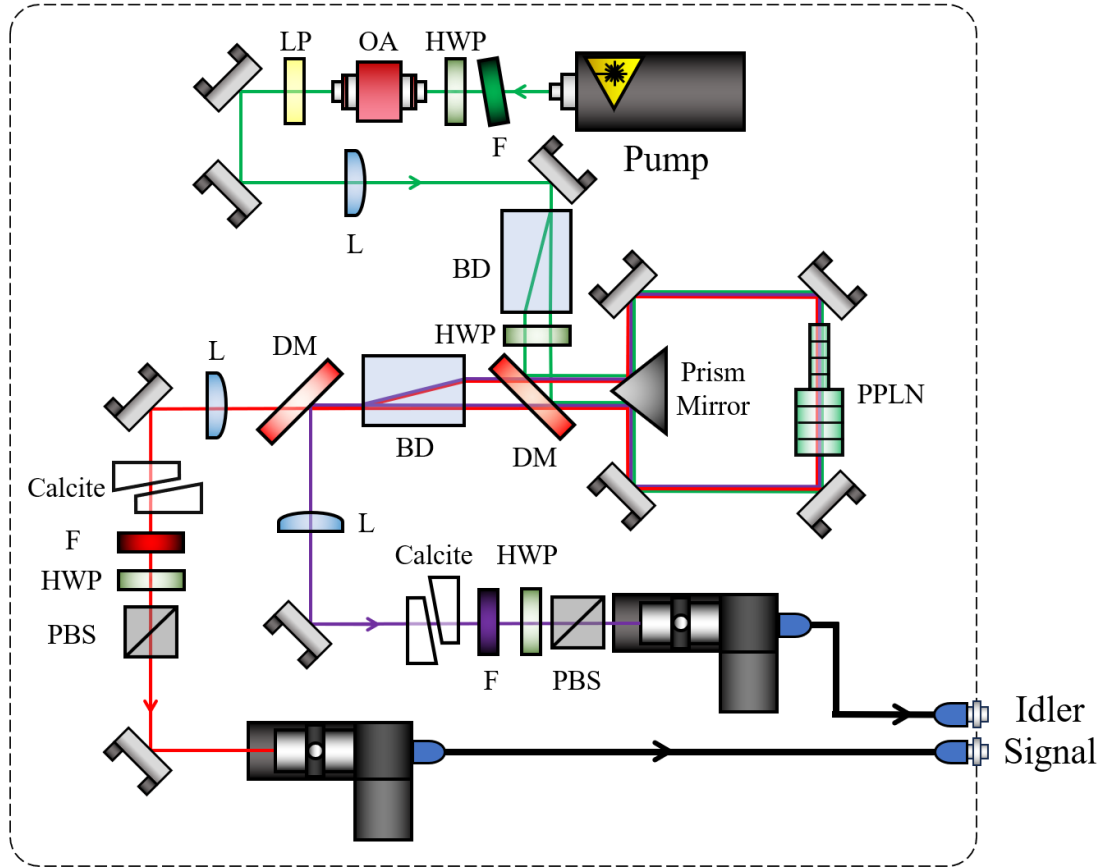 LP
OA
HWP
F
Pump
L
BD
HWP
L
DM
BD
DM
Prism
Mirror
PPLN
Calcite
F
HWP
PBS
L
Calcite
HWP
F
PBS
Idler
Signal